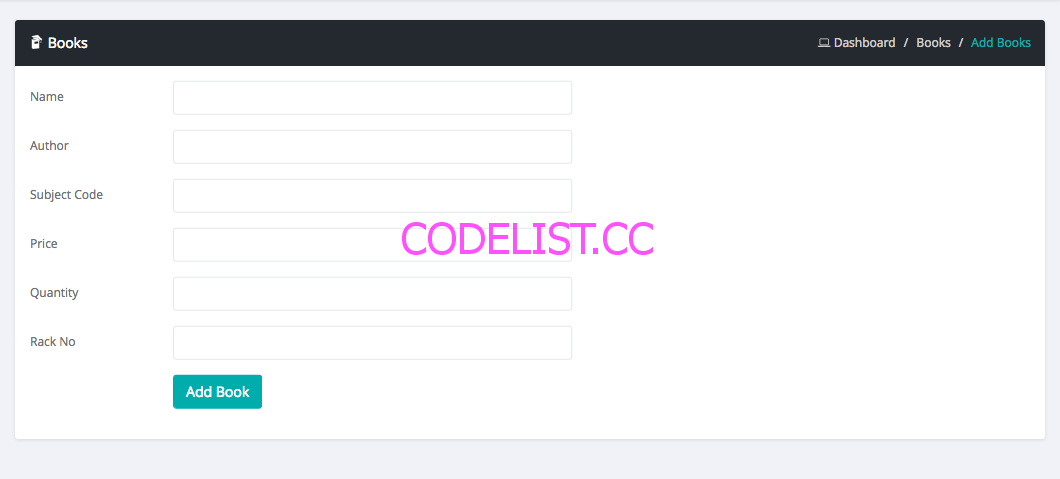 Books
Dashboard / Books / Add Books
Name
Author
Subject Code
CODELIST.CC
Price
Quantity
Rack No
Add Book